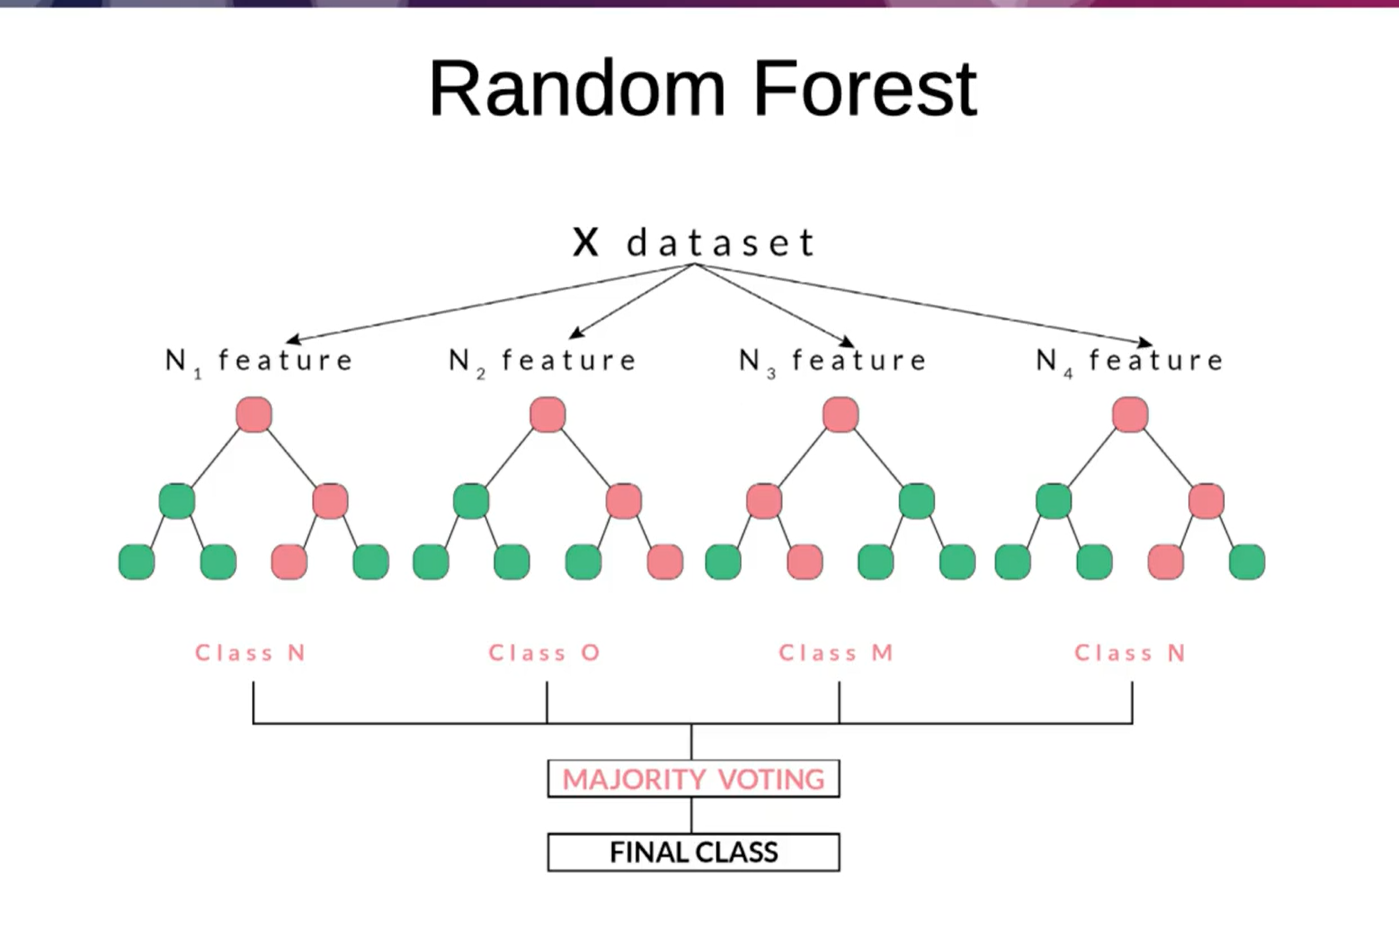 Random Forest
X dataset
N1 feature N2 feature N3 feature N4 feature
Class N Class O Class M Class N
MAJORITY VOTING
FINAL CLASS